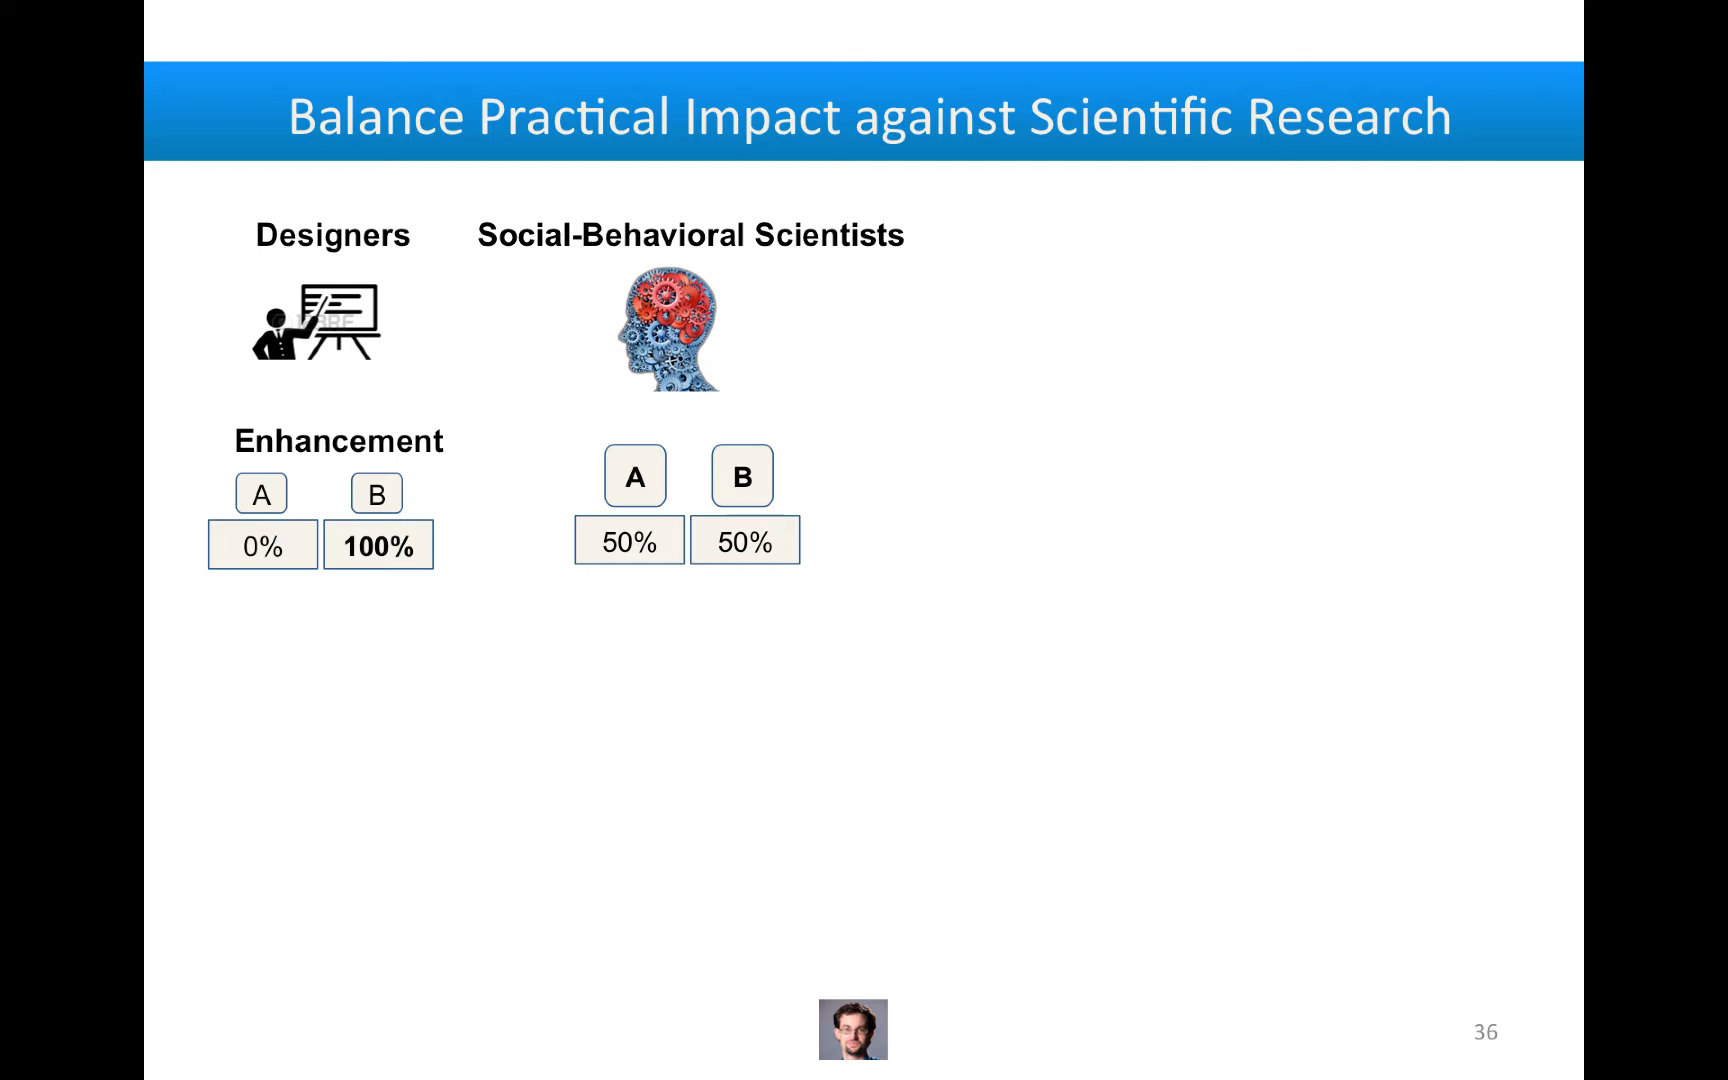 Balance Practical Impact against Scientific Research
Designers
Social-Behavioral Scientists
Enhancement
A B
0% 100%
A B
50% 50%
36